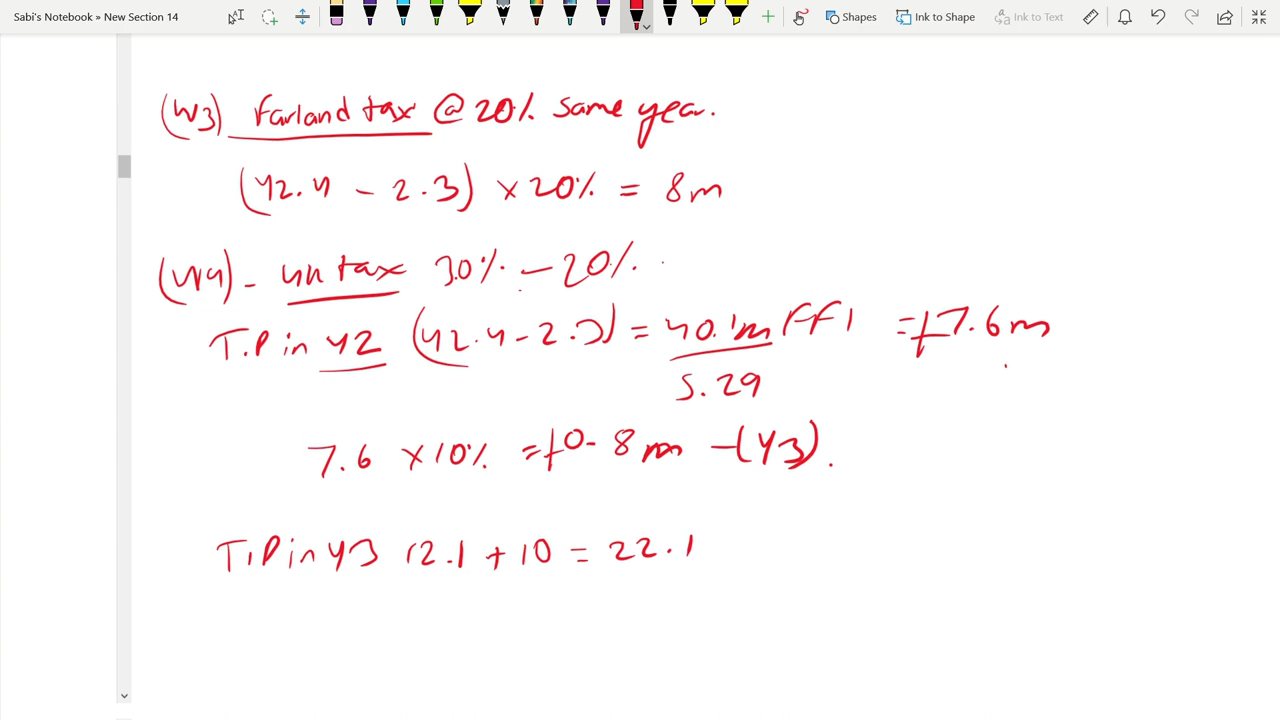 Sabi's Notebook » New Section 14
Shapes
Ink to Shape
Ink to Text
(W3) Farland tax @ 20% same year.
(42.4 - 2.3) × 20% = 8m
(W4) - UK tax 30% - 20%.
T.P in Y2 (42.4 - 2.3) = 40.1m FF1 = £7.6m
5.29
7.6 × 10% = £0.8m - (Y3).
T.P in Y3 12.1 + 10 = 22.1